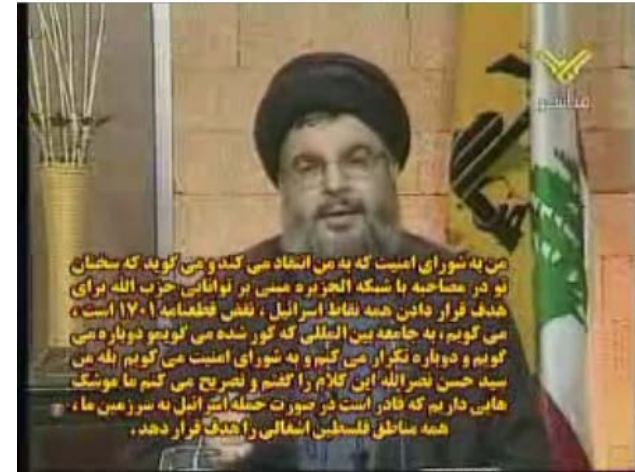 مباشر
من به شورای امنیت که به من انتقاد می کند و می گوید که سخنان
تو در مصاحبه با شبکه الجزیره مبنی بر توانایی حزب الله برای
هدف قرار دادن همه نقاط اسرائیل ، نقض قطعنامه ۱۷۰۱ است ،
می گویم ، به جامعه بین المللی که کور شده می گویمو دوباره می
گویم و دوباره تکرار می کنم و به شورای امنیت می گویم بله من
سید حسن نصرالله این کلام را گفتم و تصریح می کنم ما موشک
هایی داریم که قادر است در صورت حمله اسرائیل به سرزمین ما ،
همه مناطق فلسطین اشغالی را هدف قرار دهد .